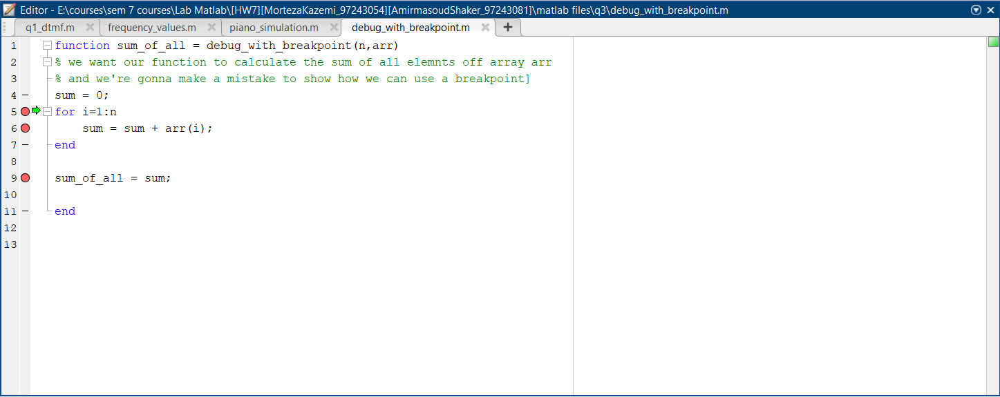 Editor - E:\courses\sem 7 courses\Lab Matlab\[HW7][MortezaKazemi_97243054][AmirmasoudShaker_97243081]\matlab files\q3\debug_with_breakpoint.m
q1_dtmf.m frequency_values.m piano_simulation.m debug_with_breakpoint.m +
1 function sum_of_all = debug_with_breakpoint(n,arr)
2 % we want our function to calculate the sum of all elemnts off array arr
3 % and we're gonna make a mistake to show how we can use a breakpoint]
4 – sum = 0;
5 for i=1:n
6 sum = sum + arr(i);
7 – end
8
9 sum_of_all = sum;
10
11 – end
12
13